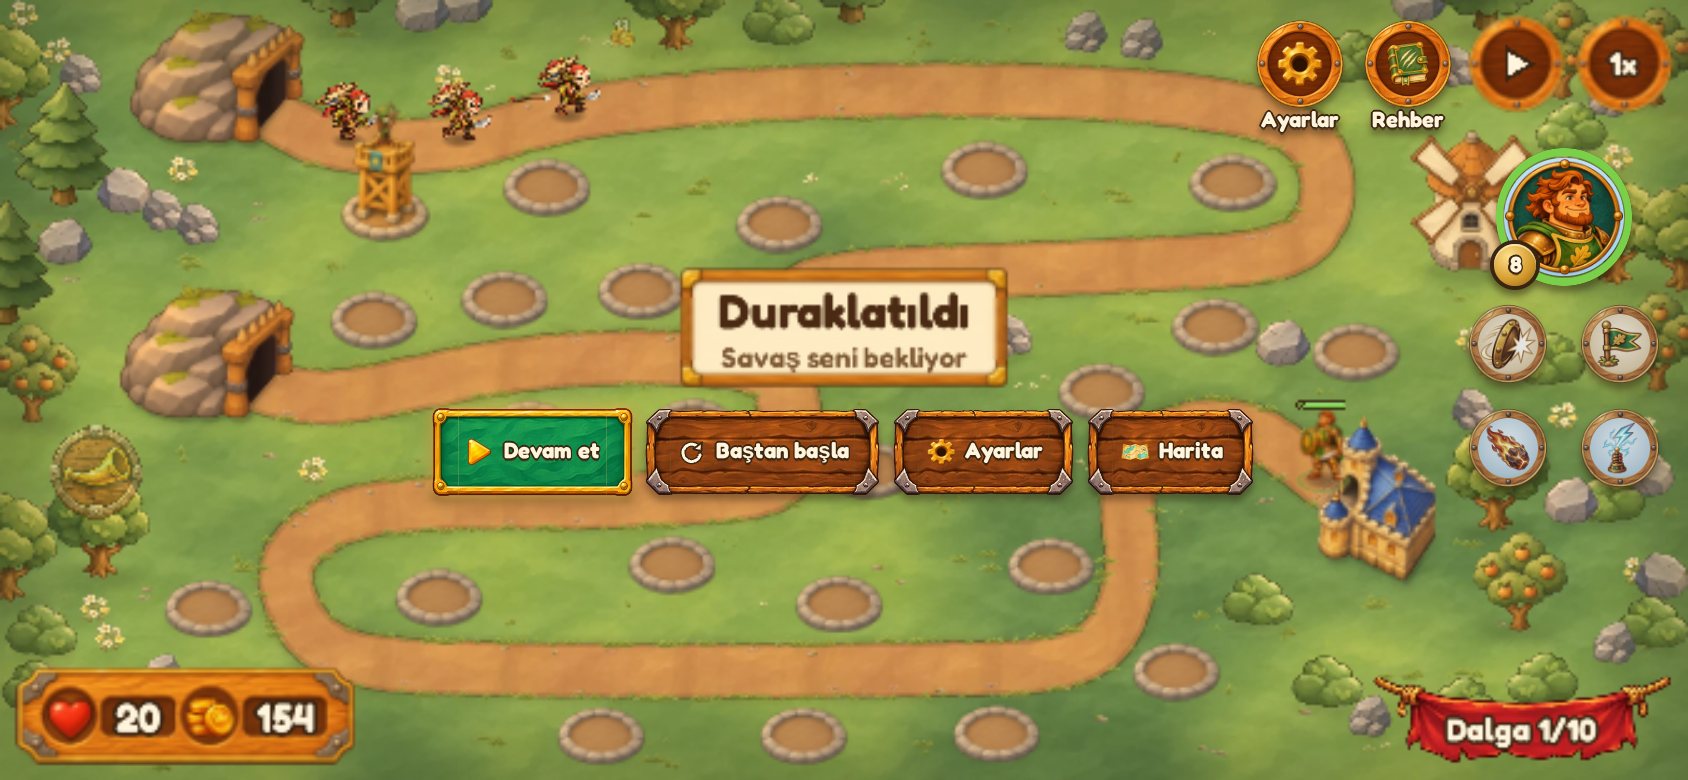 1x
Ayarlar
Rehber
8
Duraklatıldı
Savaş seni bekliyor
Devam et
Baştan başla
Ayarlar
Harita
20
154
Dalga 1/10